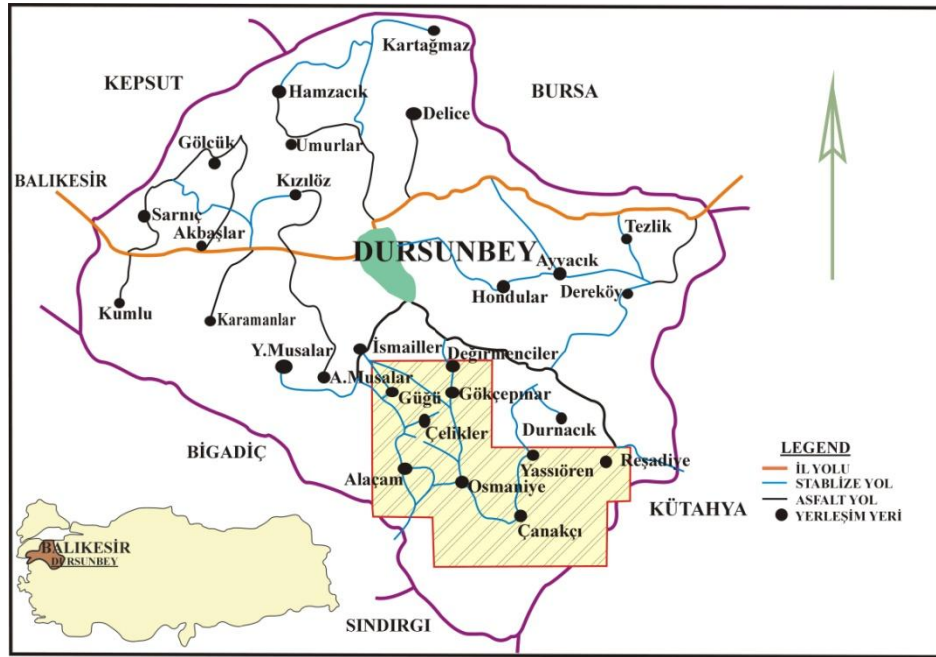 Kartağmaz
KEPSUT
BURSA
Hamzacık
Delice
Umurlar
Gölcük
BALIKESİR
Kızılöz
Sarnıç
Akbaşlar
Tezlik
DURSUNBEY
Ayvacık
Hondular
Dereköy
Kumlu
Karamanlar
İsmailler
Y.Musalar
Değirmenciler
A.Musalar
Güğü
Gökçepınar
Çelikler
Durnacık
BİGADİÇ
LEGEND
İL YOLU
STABLIZE YOL
ASFALT YOL
YERLEŞİM YERİ
Yassıören
Reşadiye
Alaçam
Osmaniye
KÜTAHYA
Çanakçı
BALIKESİR
DURSUNBEY
SINDIRGI